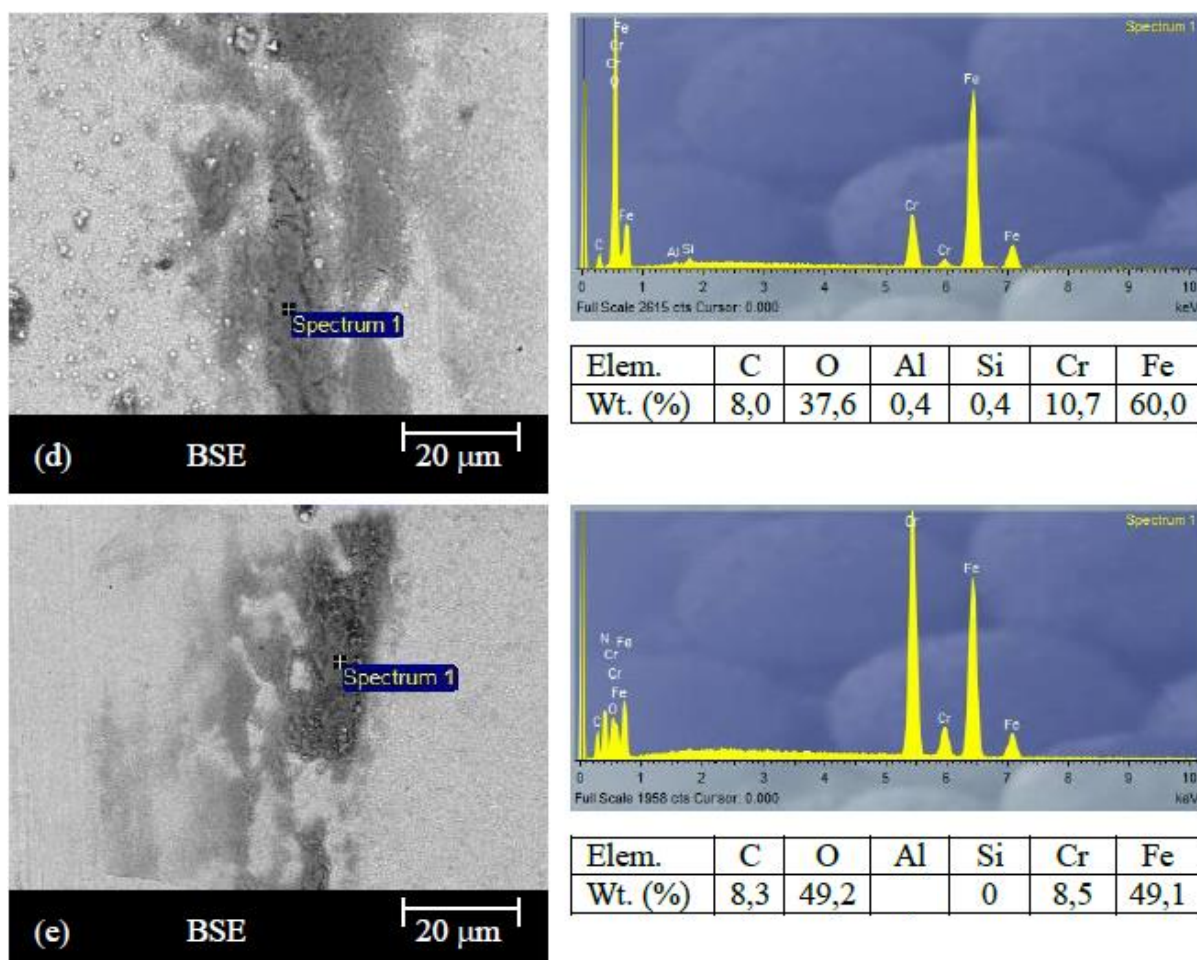 Spectrum 1
(d) BSE 20 μm
Spectrum 1
Fe
Cr
Cr
O
Fe
C
Al Si
Cr
Cr
Fe
Fe
0 1 2 3 4 5 6 7 8 9 10
Full Scale 2615 cts Cursor: 0.000 keV
Elem. C O Al Si Cr Fe
Wt. (%) 8,0 37,6 0,4 0,4 10,7 60,0
Spectrum 1
(e) BSE 20 μm
Spectrum 1
Cr
Fe
N Fe
Cr
Cr
Fe
O
C
Cr
Fe
0 1 2 3 4 5 6 7 8 9 10
Full Scale 1958 cts Cursor: 0.000 keV
Elem. C O Al Si Cr Fe
Wt. (%) 8,3 49,2 0 8,5 49,1